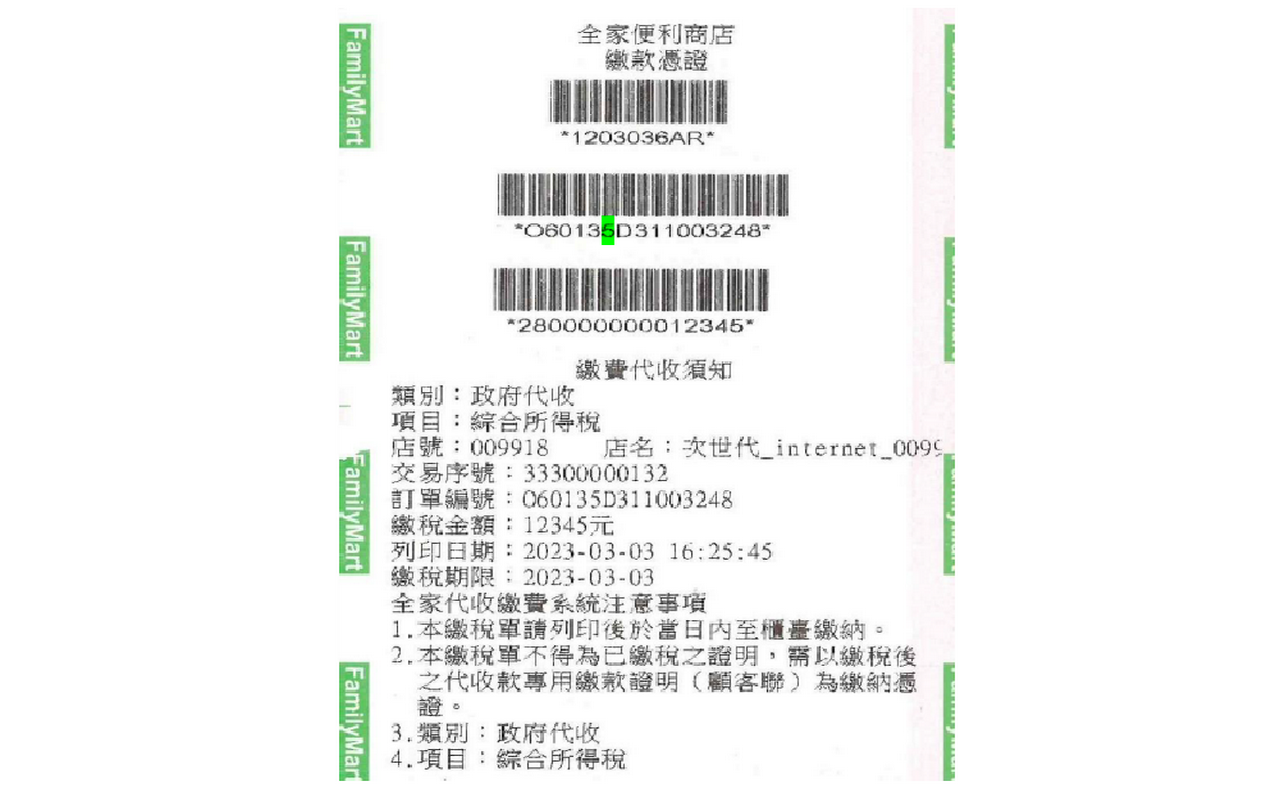 全家便利商店
繳款憑證
*1203036AR*
*O60135D311003248*
*280000000012345*
繳費代收須知
類別：政府代收
項目：綜合所得稅
店號：009918　店名：次世代_internet_0099
交易序號：33300000132
訂單編號：O60135D311003248
繳稅金額：12345元
列印日期：2023-03-03 16:25:45
繳稅期限：2023-03-03
全家代收繳費系統注意事項
1.本繳稅單請列印後於當日內至櫃臺繳納。
2.本繳稅單不得為已繳稅之證明，需以繳稅後
之代收款專用繳款證明（顧客聯）為繳納憑
證。
3.類別：政府代收
4.項目：綜合所得稅
FamilyMart
FamilyMart
FamilyMart
FamilyMart